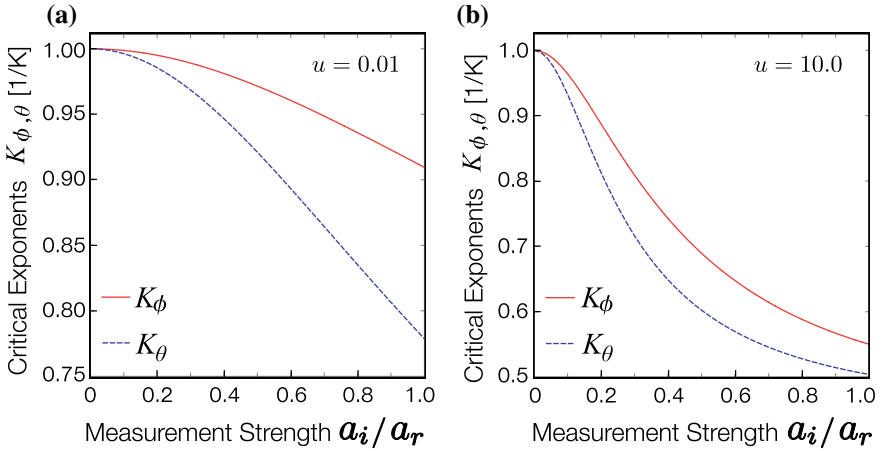 (a)
Critical Exponents K_{ϕ,θ} [1/K]
1.00
0.95
0.90
0.85
0.80
0.75
u = 0.01
K_ϕ
K_θ
0 0.2 0.4 0.6 0.8 1.0
Measurement Strength a_i/a_r
(b)
Critical Exponents K_{ϕ,θ} [1/K]
1.0
0.9
0.8
0.7
0.6
0.5
u = 10.0
K_ϕ
K_θ
0 0.2 0.4 0.6 0.8 1.0
Measurement Strength a_i/a_r